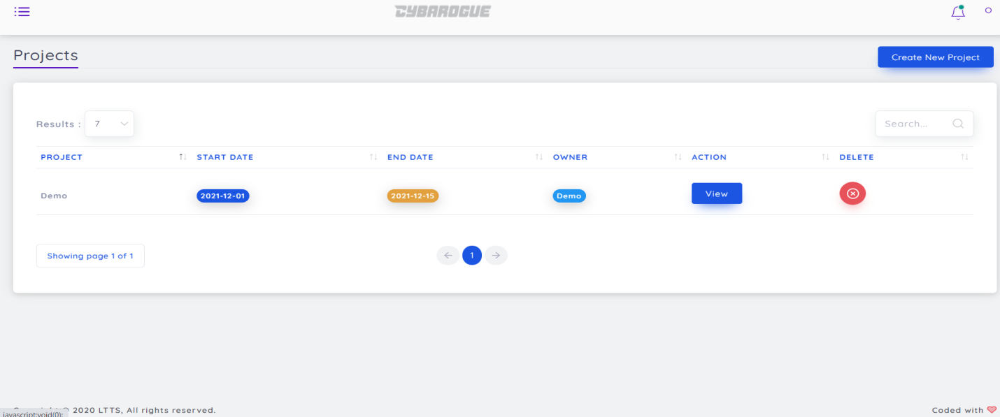 CYBAROGUE
Projects
Create New Project
Results : 7
Search...
PROJECT START DATE END DATE OWNER ACTION DELETE
Demo 2021-12-01 2021-12-15 Demo View
Showing page 1 of 1
1
© 2020 LTTS, All rights reserved.
Coded with
javascript:void(0);